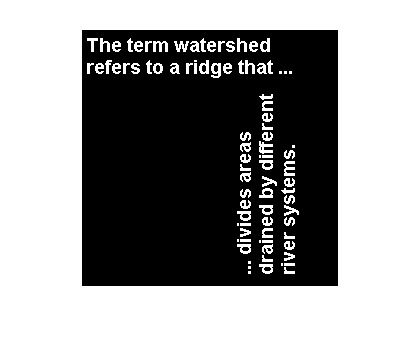 The term watershed
refers to a ridge that ...
... divides areas
drained by different
river systems.